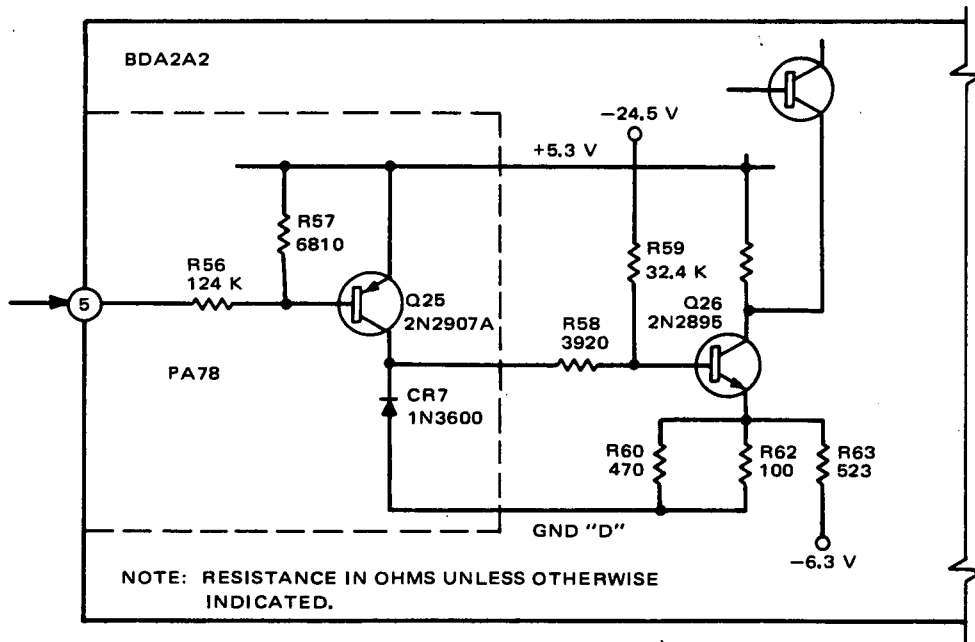 BDA2A2
−24.5 V
+5.3 V
R57
6810
R59
32.4 K
R56
124 K
5
Q25
2N2907A
Q26
2N2895
R58
3920
PA78
CR7
1N3600
R60
470
R62
100
R63
523
GND "D"
−6.3 V
NOTE: RESISTANCE IN OHMS UNLESS OTHERWISE
INDICATED.